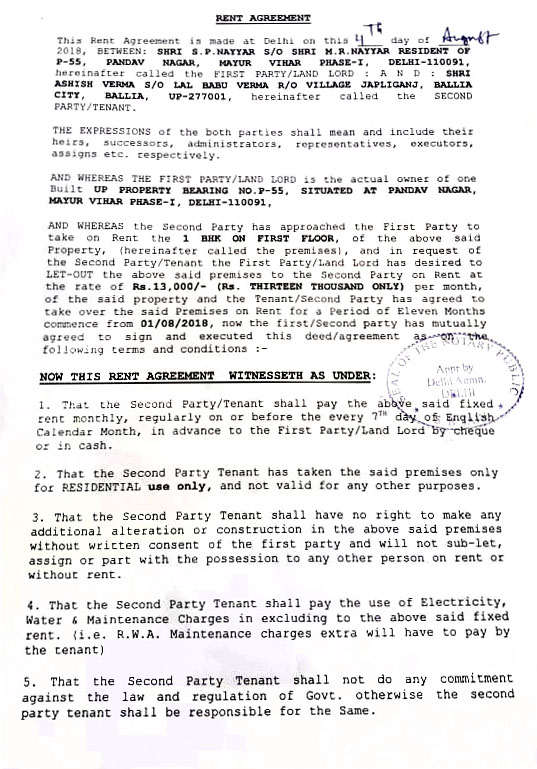 RENT AGREEMENT
This Rent Agreement is made at Delhi on this 4Th day of August
2018, BETWEEN: SHRI S.P.NAYYAR S/O SHRI M.R.NAYYAR RESIDENT OF
P-55, PANDAV NAGAR, MAYUR VIHAR PHASE-I, DELHI-110091,
hereinafter called the FIRST PARTY/LAND LORD : A N D : SHRI
ASHISH VERMA S/O LAL BABU VERMA R/O VILLAGE JAPLIGANJ, BALLIA
CITY, BALLIA, UP-277001, hereinafter called the SECOND
PARTY/TENANT.
THE EXPRESSIONS of the both parties shall mean and include their
heirs, successors, administrators, representatives, executors,
assigns etc. respectively.
AND WHEREAS THE FIRST PARTY/LAND LORD is the actual owner of one
Built UP PROPERTY BEARING NO.P-55, SITUATED AT PANDAV NAGAR,
MAYUR VIHAR PHASE-I, DELHI-110091,
AND WHEREAS the Second Party has approached the First Party to
take on Rent the 1 BHK ON FIRST FLOOR, of the above said
Property, (hereinafter called the premises), and in request of
the Second Party/Tenant the First Party/Land Lord has desired to
LET-OUT the above said premises to the Second Party on Rent at
the rate of Rs.13,000/- (Rs. THIRTEEN THOUSAND ONLY) per month,
of the said property and the Tenant/Second Party has agreed to
take over the said Premises on Rent for a Period of Eleven Months
commence from 01/08/2018, now the first/Second party has mutually
agreed to sign and executed this deed/agreement as on the
following terms and conditions :-
NOW THIS RENT AGREEMENT WITNESSETH AS UNDER:
SEAL OF THE NOTARY PUBLIC
Appr by
Delhi Admn.
DELHI
1. That the Second Party/Tenant shall pay the above said fixed
rent monthly, regularly on or before the every 7TH day of English
Calendar Month, in advance to the First Party/Land Lord by cheque
or in cash.
2. That the Second Party Tenant has taken the said premises only
for RESIDENTIAL use only, and not valid for any other purposes.
3. That the Second Party Tenant shall have no right to make any
additional alteration or construction in the above said premises
without written consent of the first party and will not sub-let,
assign or part with the possession to any other person on rent or
without rent.
4. That the Second Party Tenant shall pay the use of Electricity,
Water & Maintenance Charges in excluding to the above said fixed
rent. (i.e. R.W.A. Maintenance charges extra will have to pay by
the tenant)
5. That the Second Party Tenant shall not do any commitment
against the law and regulation of Govt. otherwise the second
party tenant shall be responsible for the Same.